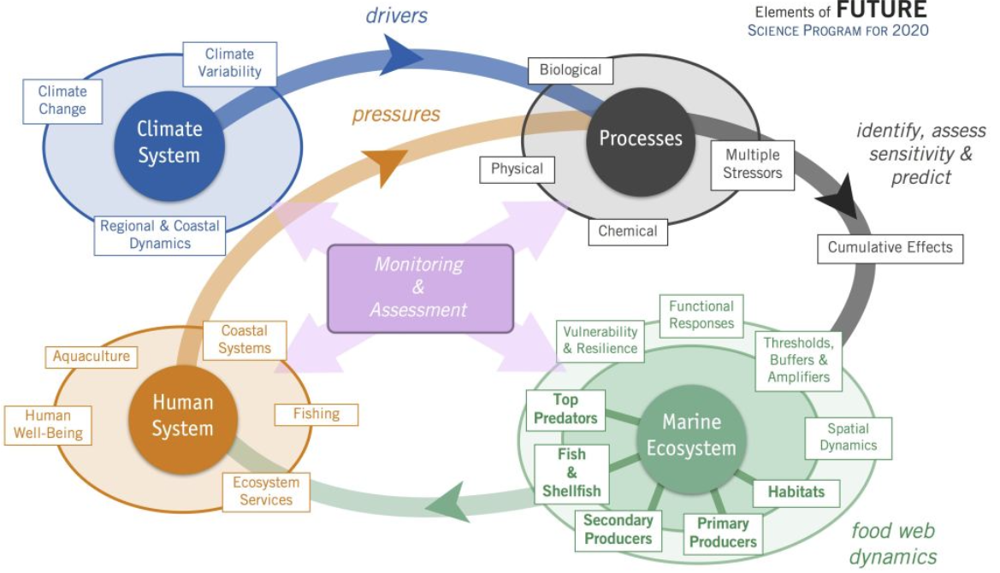 Elements of FUTURE
SCIENCE PROGRAM FOR 2020
drivers
Climate
Variability
Climate
Change
Climate
System
Regional & Coastal
Dynamics
pressures
Biological
Processes
Physical
Multiple
Stressors
Chemical
identify, assess
sensitivity &
predict
Cumulative Effects
Monitoring
&
Assessment
Coastal
Systems
Aquaculture
Human
System
Human
Well-Being
Fishing
Ecosystem
Services
Functional
Responses
Vulnerability
& Resilience
Thresholds,
Buffers &
Amplifiers
Top
Predators
Marine
Ecosystem
Spatial
Dynamics
Fish
&
Shellfish
Habitats
Secondary
Producers
Primary
Producers
food web
dynamics